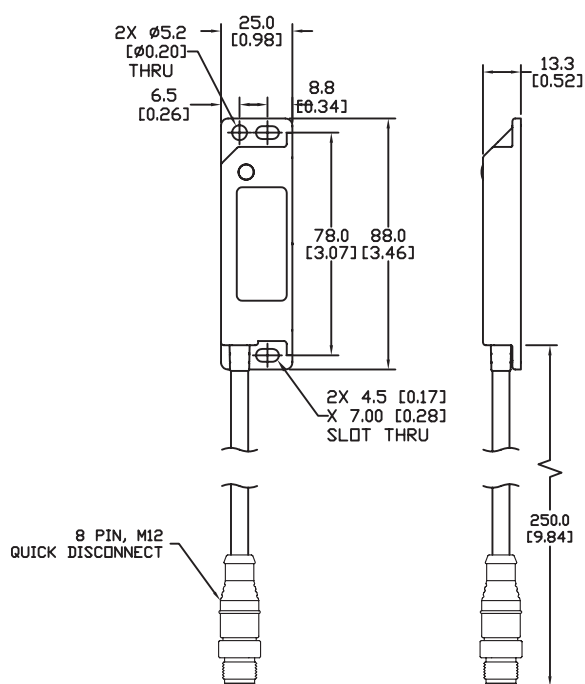 2X ø5.2
[ø0.20]
THRU
25.0
[0.98]
6.5
[0.26]
8.8
[0.34]
13.3
[0.52]
78.0
[3.07]
88.0
[3.46]
2X 4.5 [0.17]
X 7.00 [0.28]
SLOT THRU
8 PIN, M12
QUICK DISCONNECT
250.0
[9.84]